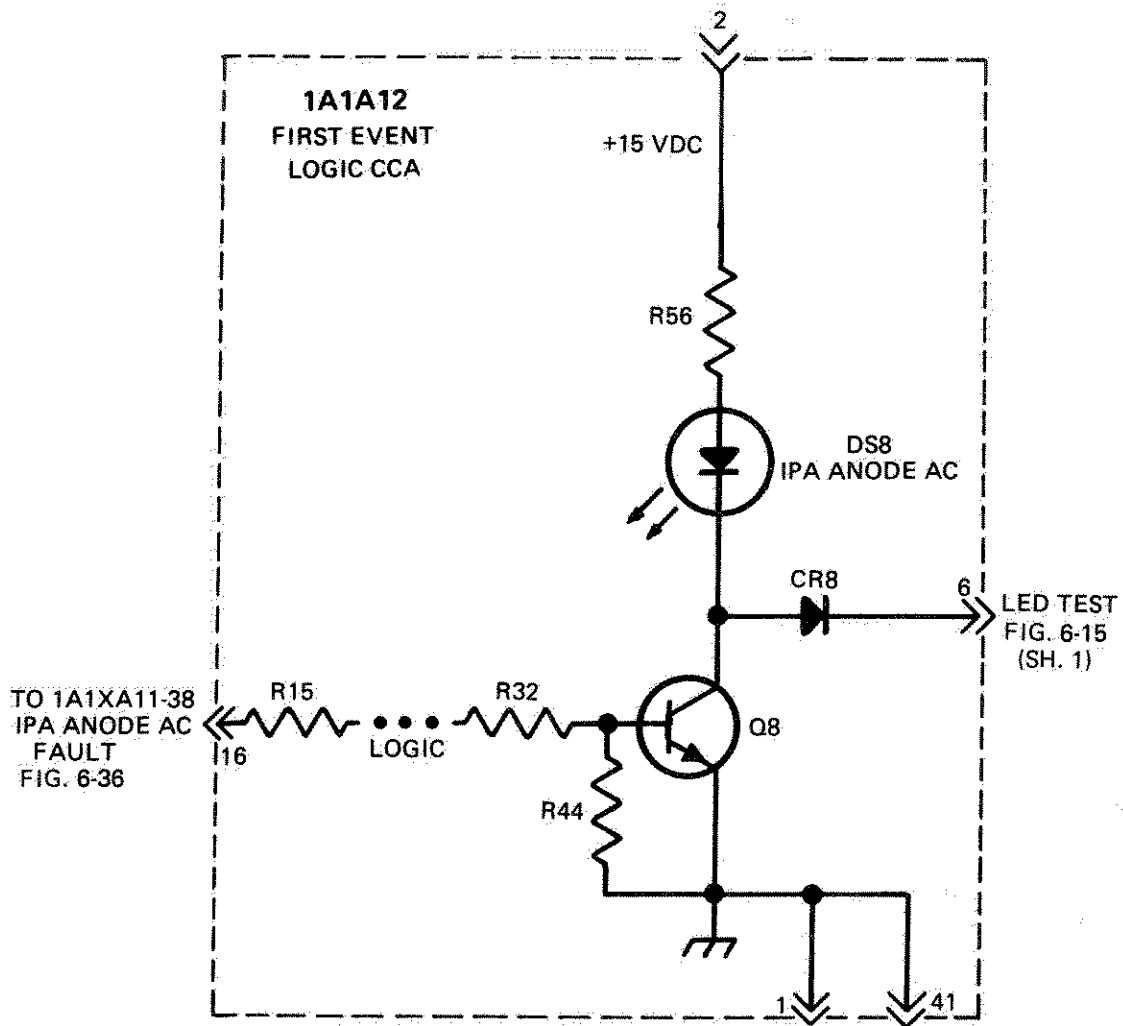 2
1A1A12
FIRST EVENT
LOGIC CCA
+15 VDC
R56
DS8
IPA ANODE AC
CR8
6
LED TEST
FIG. 6-15
(SH. 1)
TO 1A1XA11-38
IPA ANODE AC
FAULT
FIG. 6-36
16
R15
LOGIC
R32
Q8
R44
1
41